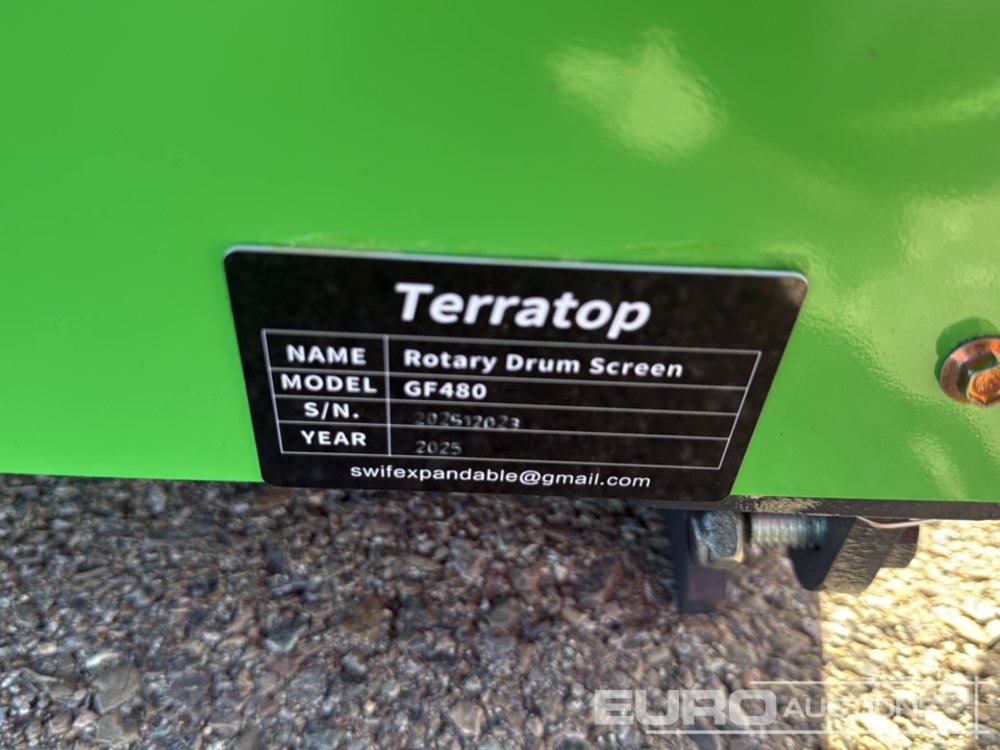 Terratop
NAME Rotary Drum Screen
MODEL GF480
S/N. 202512023
YEAR 2025
swifexpandable@gmail.com
EURO AUCTIONS